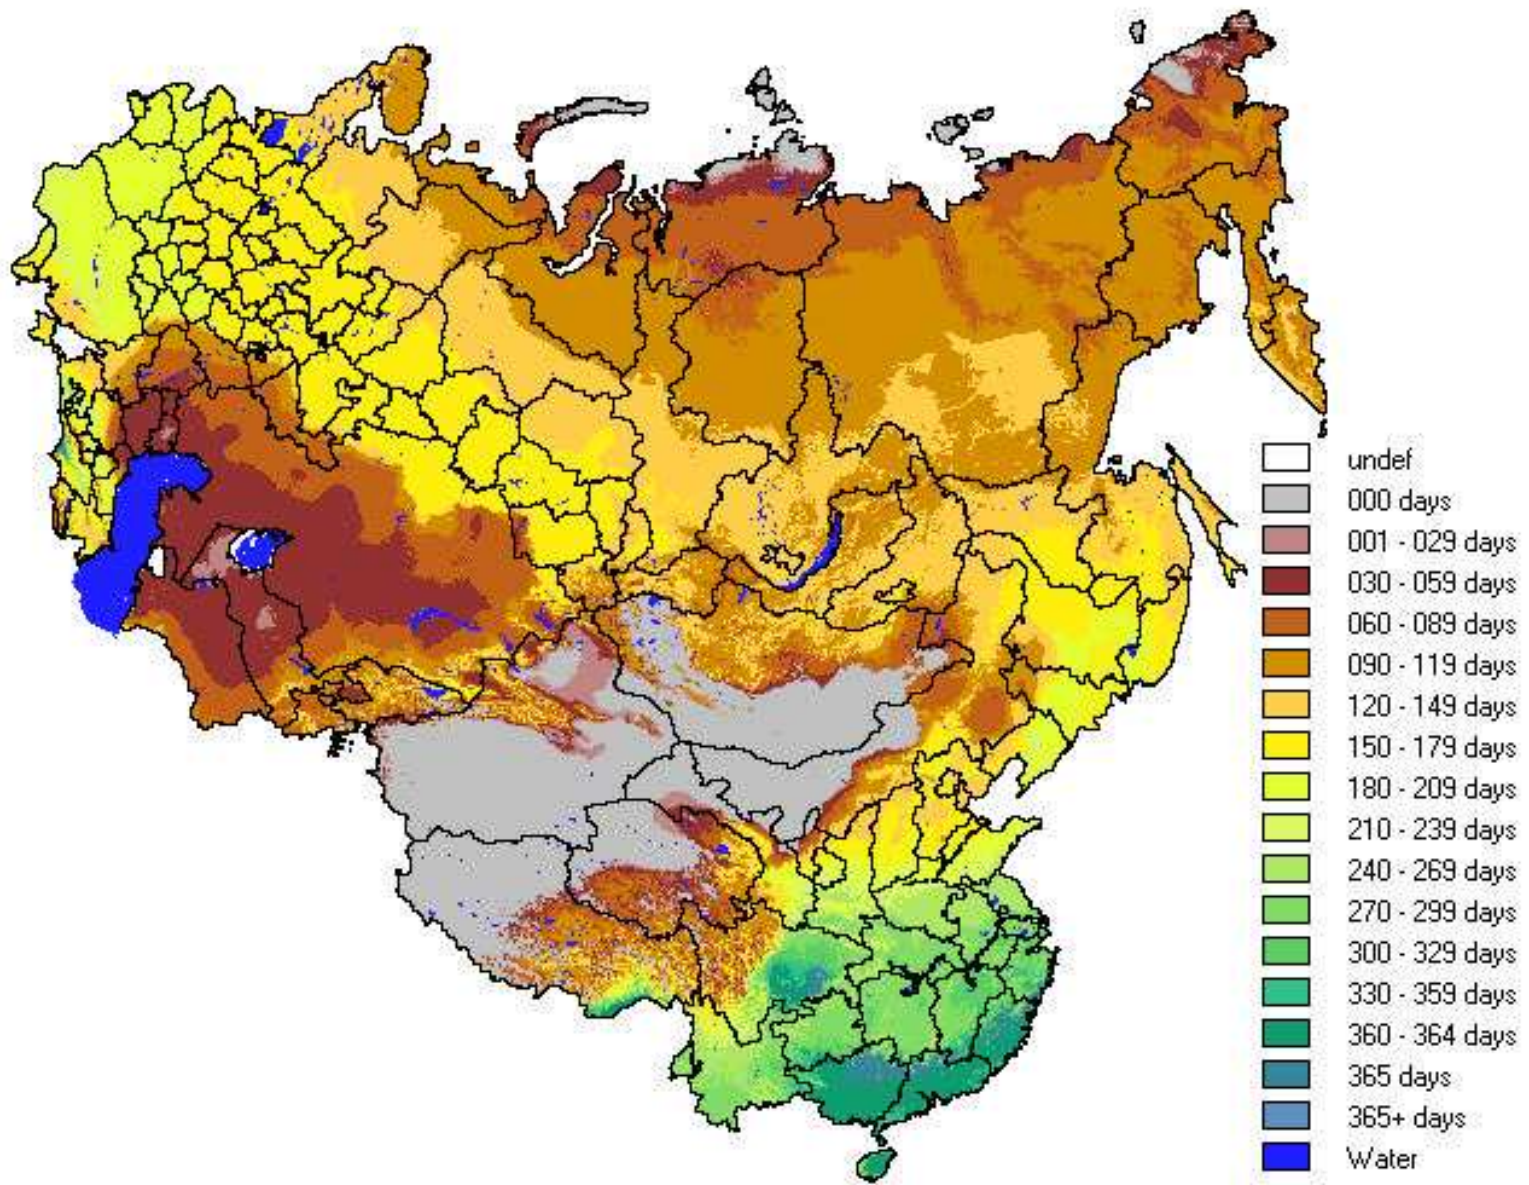 undef
000 days
001 - 029 days
030 - 059 days
060 - 089 days
090 - 119 days
120 - 149 days
150 - 179 days
180 - 209 days
210 - 239 days
240 - 269 days
270 - 299 days
300 - 329 days
330 - 359 days
360 - 364 days
365 days
365+ days
Water